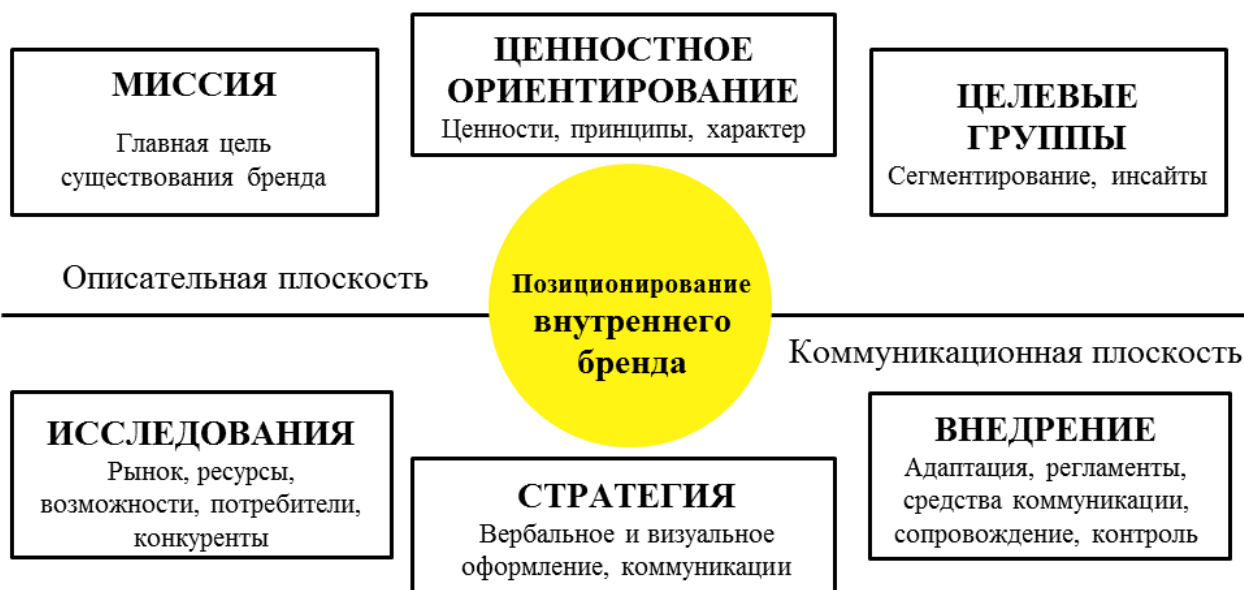 МИССИЯ
Главная цель
существования бренда
ЦЕННОСТНОЕ
ОРИЕНТИРОВАНИЕ
Ценности, принципы, характер
ЦЕЛЕВЫЕ
ГРУППЫ
Сегментирование, инсайты
Описательная плоскость
Позиционирование
внутреннего
бренда
Коммуникационная плоскость
ИССЛЕДОВАНИЯ
Рынок, ресурсы,
возможности, потребители,
конкуренты
СТРАТЕГИЯ
Вербальное и визуальное
оформление, коммуникации
ВНЕДРЕНИЕ
Адаптация, регламенты,
средства коммуникации,
сопровождение, контроль